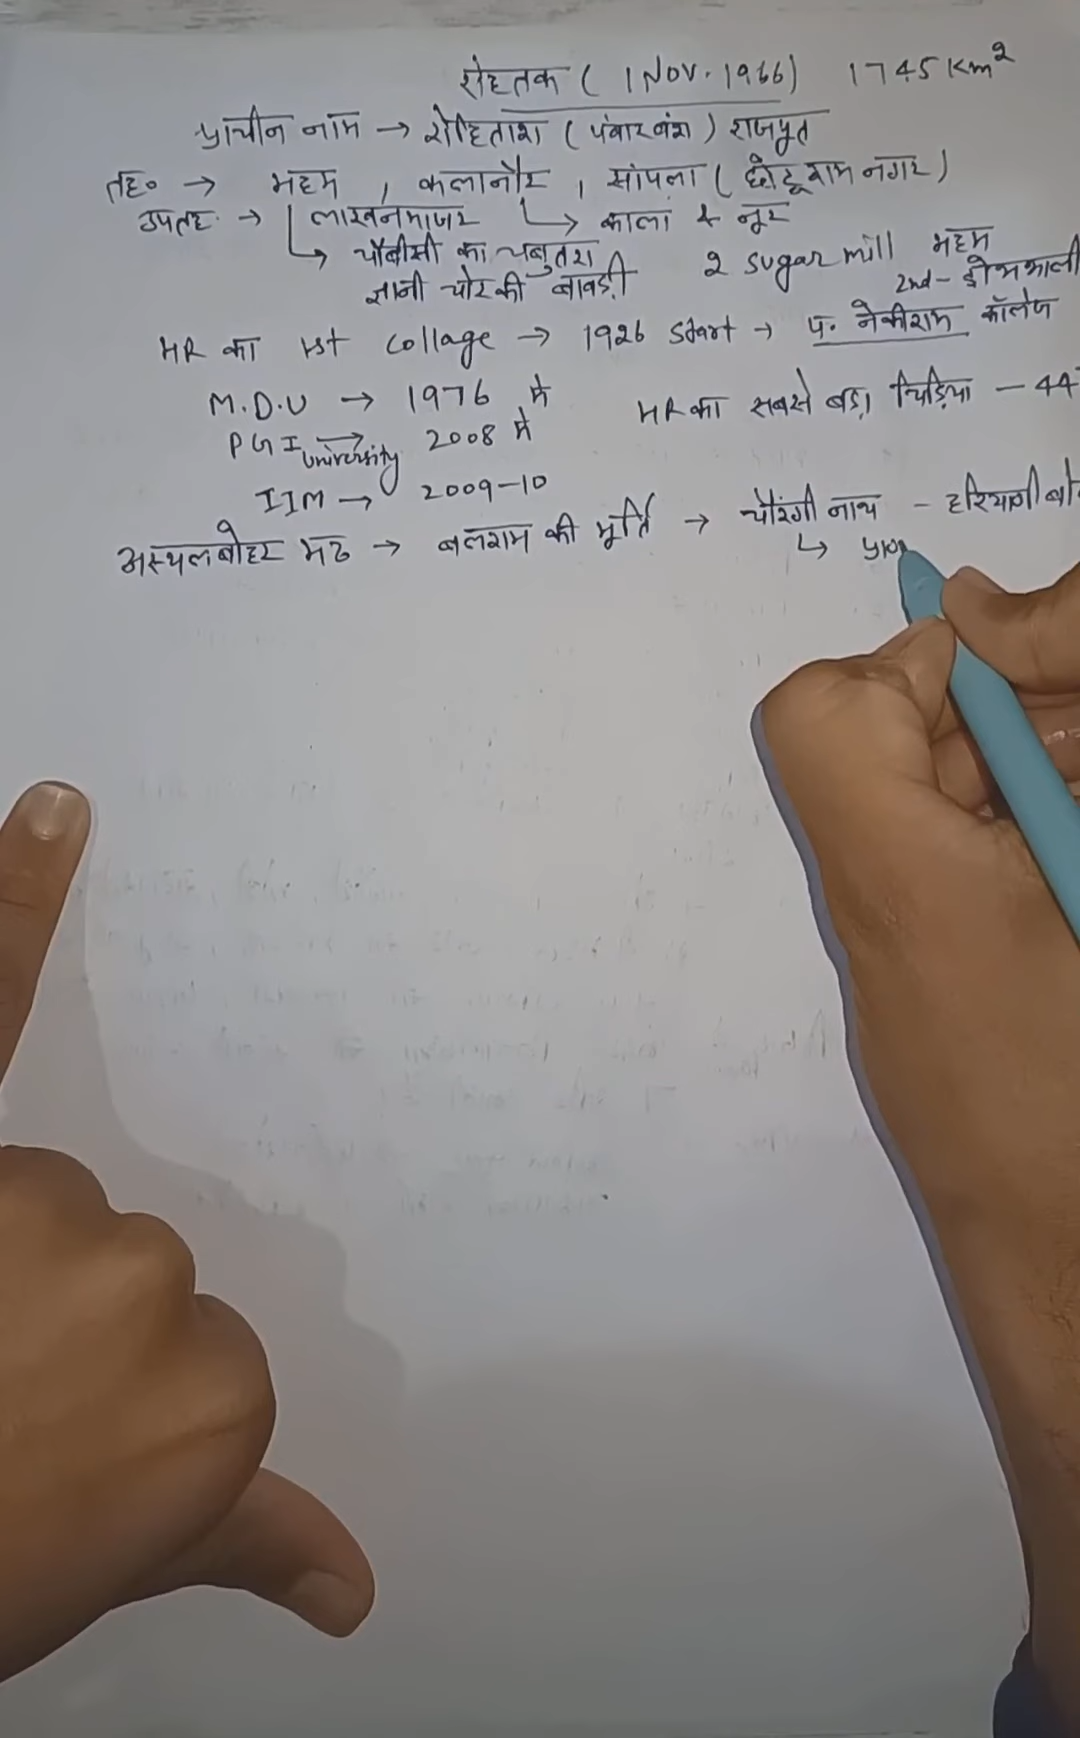 रोहतक ( 1 Nov. 1966) 1745 Km²
प्राचीन नाम → रोहिताश ( पंवार वंश ) राजपूत
तह० → महम , कलानौर , सांपला ( छोटूराम नगर )
उपतह. → लाखनमाजरा ↳ काला & नूर
↳ चौबीसी का चबुतरा 2 sugar mill महम
ज्ञानी चोर की बावड़ी 2nd-
HR का 1st collage → 1926 start → पं. नेकीराम कॉलेज
M.D.U → 1976 में HR का सबसे बड़ा चिड़िया - 44
PGI University → 2008 में
IIM → 2009-10
अस्थलबोहर मठ → बलराम की मूर्ति → चौरंगी नाथ - हरियाणी